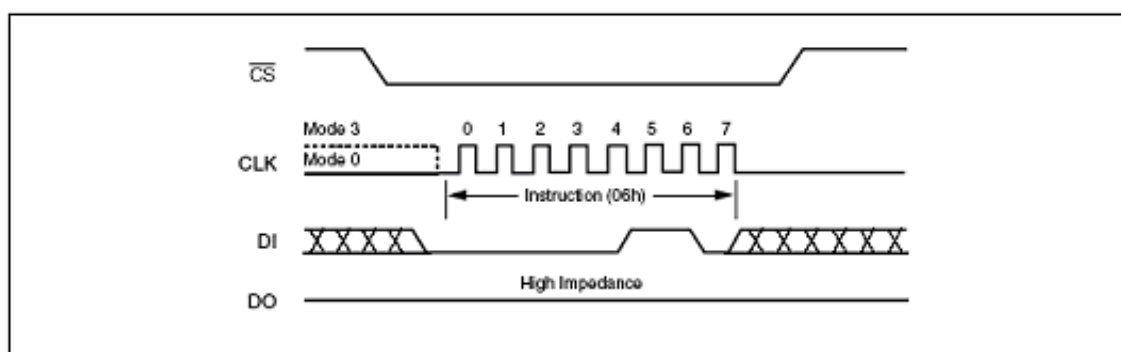 CS
Mode 3
0 1 2 3 4 5 6 7
CLK
Mode 0
Instruction (06h)
DI
High Impedance
DO